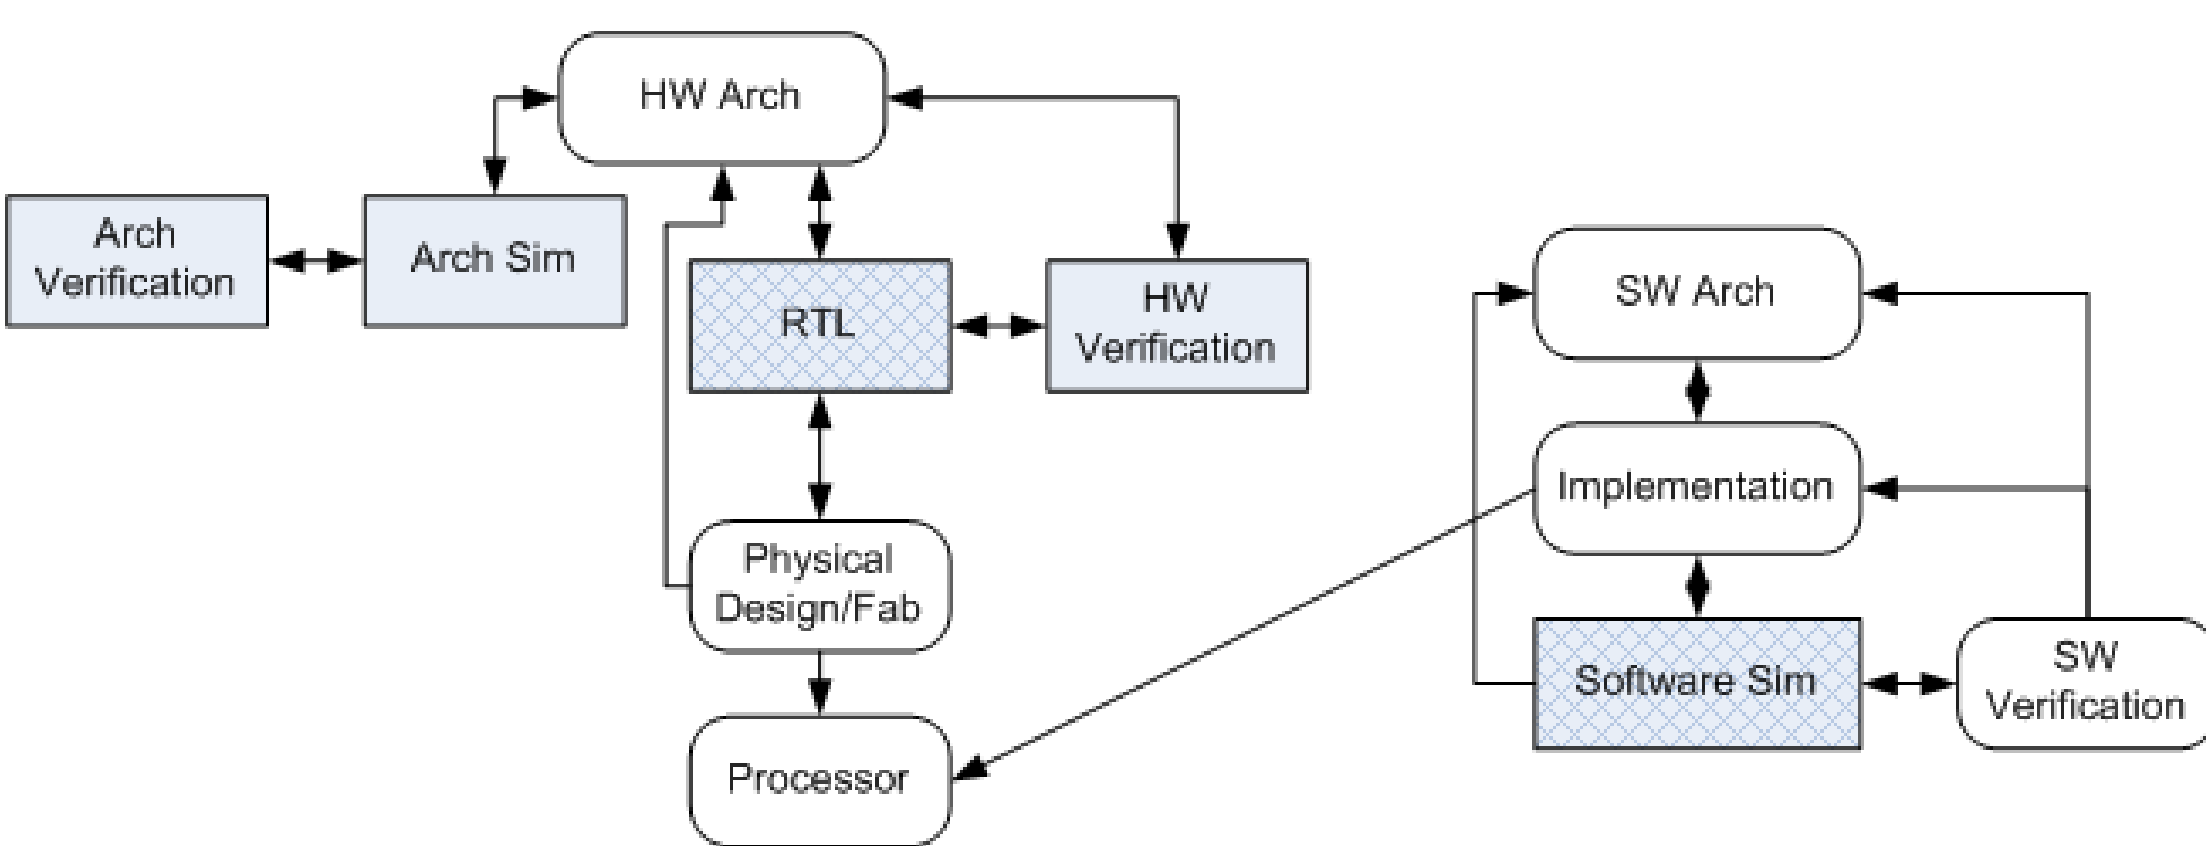 HW Arch
Arch
Verification
Arch Sim
RTL
HW
Verification
Physical
Design/Fab
Processor
SW Arch
Implementation
Software Sim
SW
Verification